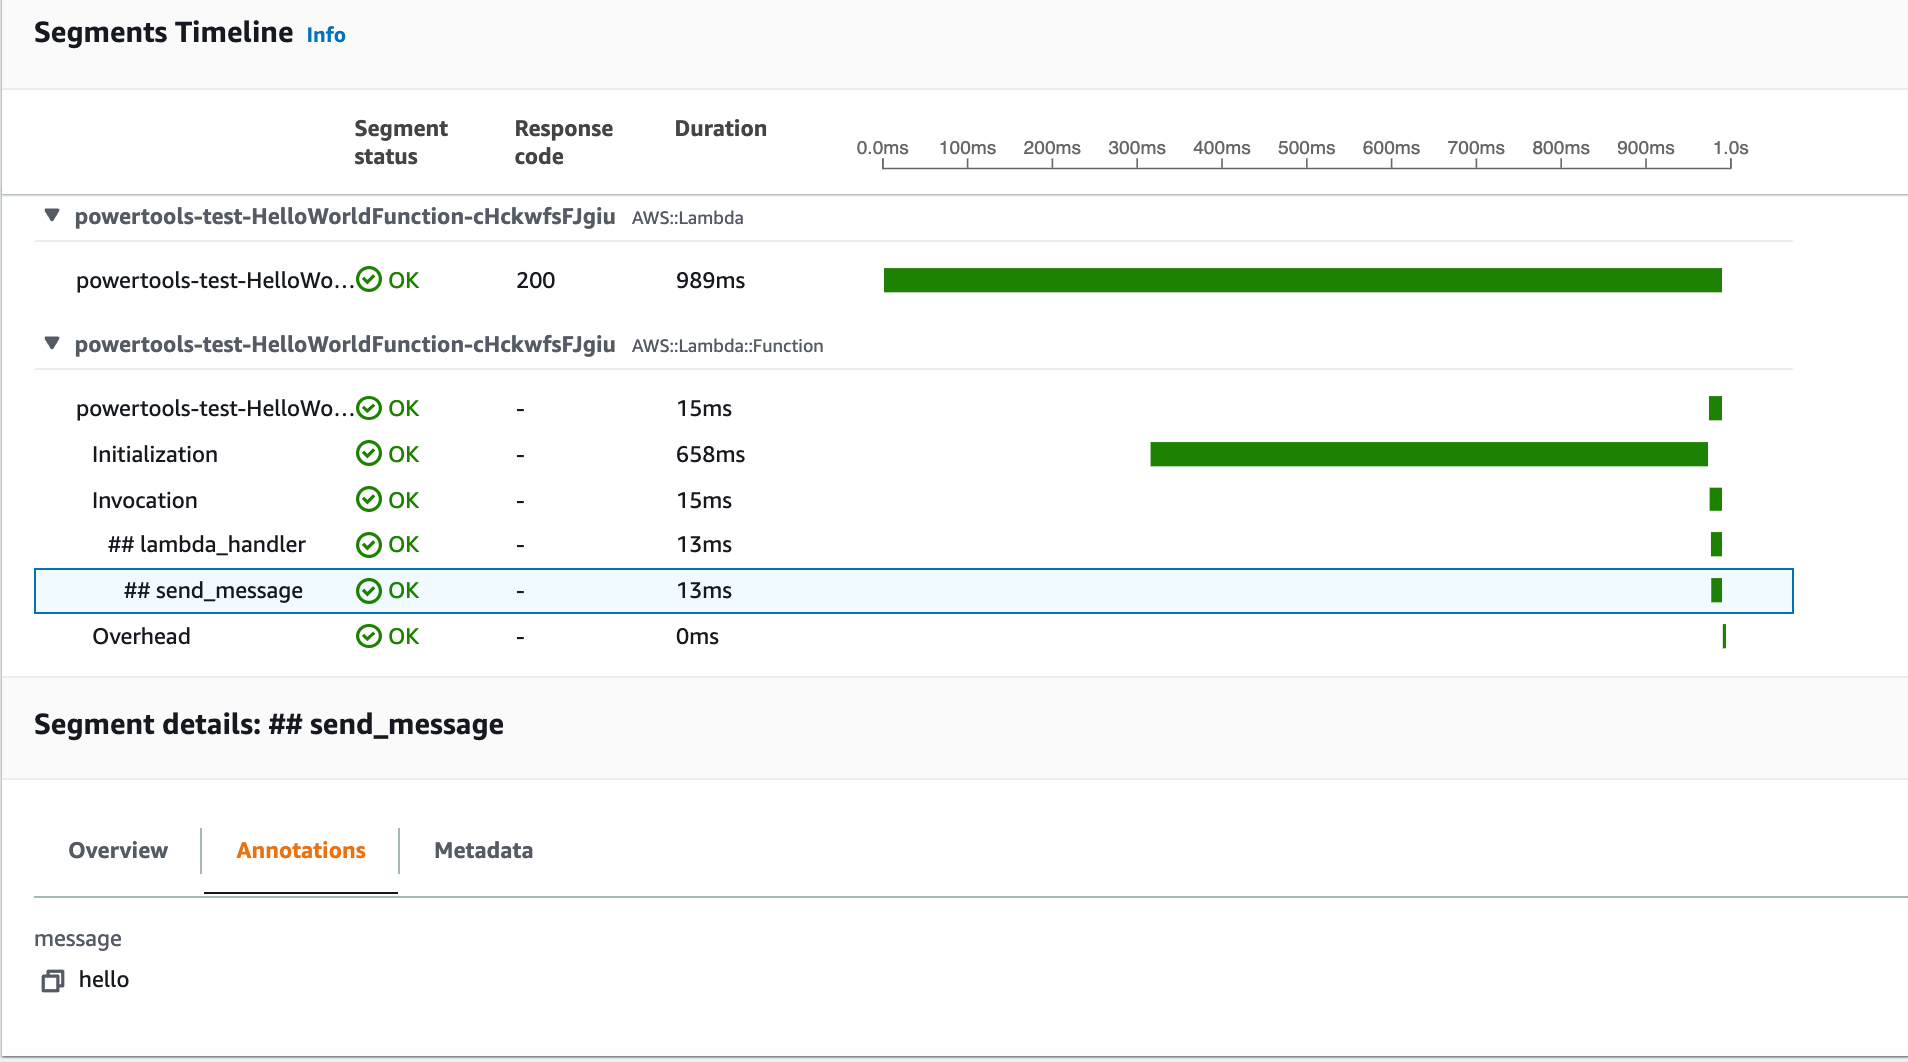 Segments Timeline Info
Segment status Response code Duration
0.0ms 100ms 200ms 300ms 400ms 500ms 600ms 700ms 800ms 900ms 1.0s
powertools-test-HelloWorldFunction-cHckwfsFJgiu AWS::Lambda
powertools-test-HelloWo... OK 200 989ms
powertools-test-HelloWorldFunction-cHckwfsFJgiu AWS::Lambda::Function
powertools-test-HelloWo... OK - 15ms
Initialization OK - 658ms
Invocation OK - 15ms
## lambda_handler OK - 13ms
## send_message OK - 13ms
Overhead OK - 0ms
Segment details: ## send_message
Overview Annotations Metadata
message
hello